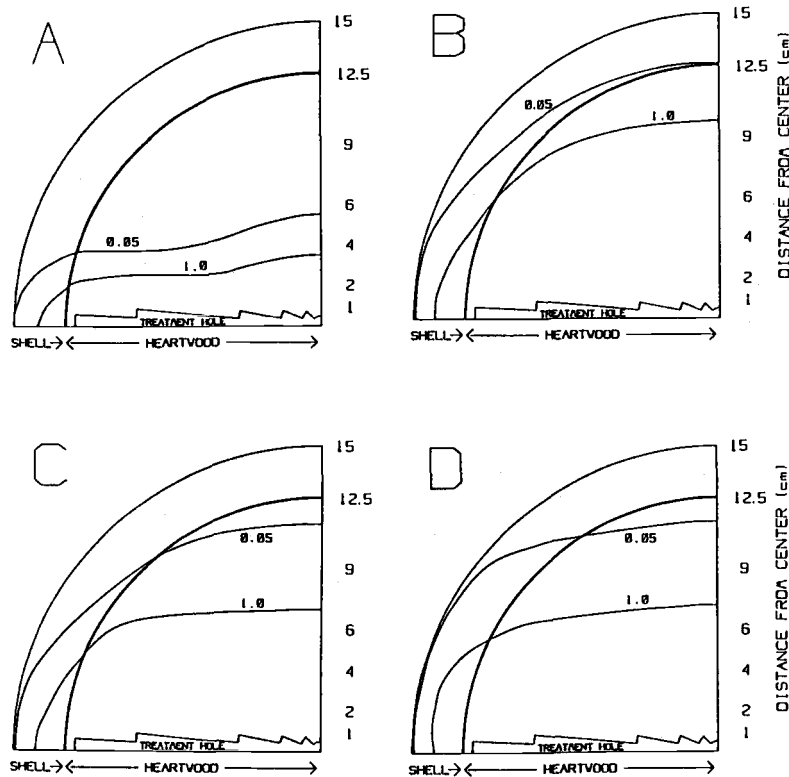 A
15
12.5
9
6
4
2
1
0.05
1.0
TREATMENT HOLE
SHELL→←HEARTWOOD→
B
15
12.5
9
6
4
2
1
0.05
1.0
TREATMENT HOLE
SHELL→←HEARTWOOD→
DISTANCE FROM CENTER (cm)
C
15
12.5
9
6
4
2
1
0.05
1.0
TREATMENT HOLE
SHELL→←HEARTWOOD→
D
15
12.5
9
6
4
2
1
0.05
1.0
TREATMENT HOLE
SHELL→←HEARTWOOD→
DISTANCE FROM CENTER (cm)